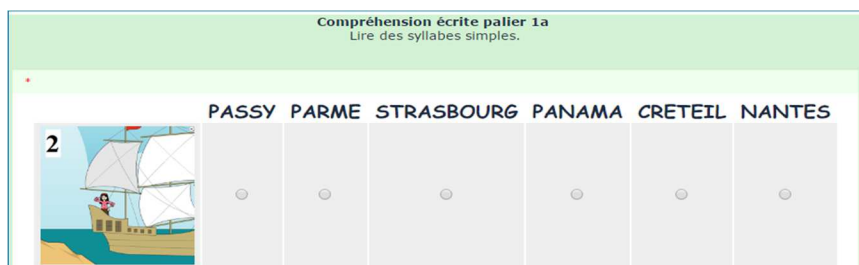 Compréhension écrite palier 1a
Lire des syllabes simples.
*
PASSY PARME STRASBOURG PANAMA CRETEIL NANTES
2